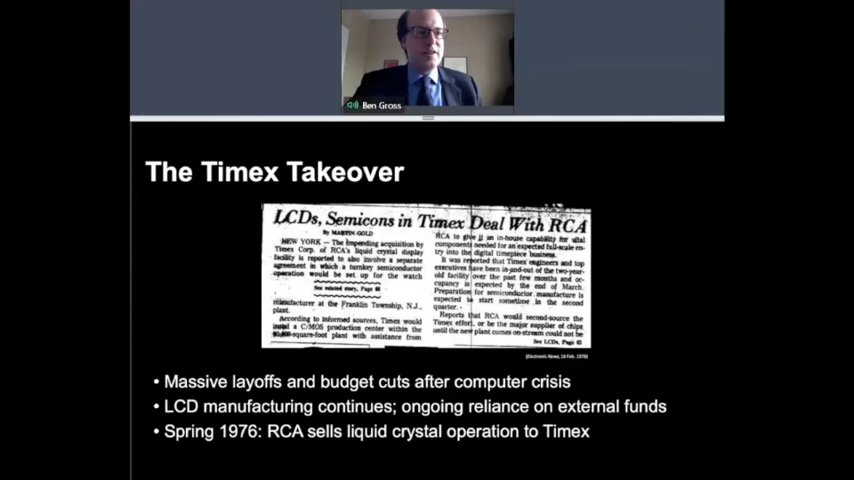 Ben Gross
The Timex Takeover
LCDs, Semicons in Timex Deal With RCA
By MARTIN GOLD
NEW YORK — The impending acquisition by
Timex Corp. of RCA's liquid crystal display
facility is reported to also involve a separate
agreement in which a turnkey semiconductor
operation would be set up for the watch
See related story, Page
manufacturer at the Franklin Township, N.J.,
plant.
According to informed sources, Timex would
install a C/MOS production center within the
-square-foot plant with assistance from
RCA to give it an in-house capability for vital
components needed for an expected full-scale en-
try into the digital timepiece business.
It was reported that Timex engineers and top
executives have been in-and-out of the two-year-
old facility over the past few months and oc-
cupancy is expected by the end of March.
Preparation for semiconductor manufacture is
expected to start sometime in the second
quarter.
Reports that RCA would second-source the
Timex effort, or be the major supplier of chips
until the new plant comes on-stream could not be
See LCDs, Page
(Electronic News, 16 Feb. 1976)
• Massive layoffs and budget cuts after computer crisis
• LCD manufacturing continues; ongoing reliance on external funds
• Spring 1976: RCA sells liquid crystal operation to Timex